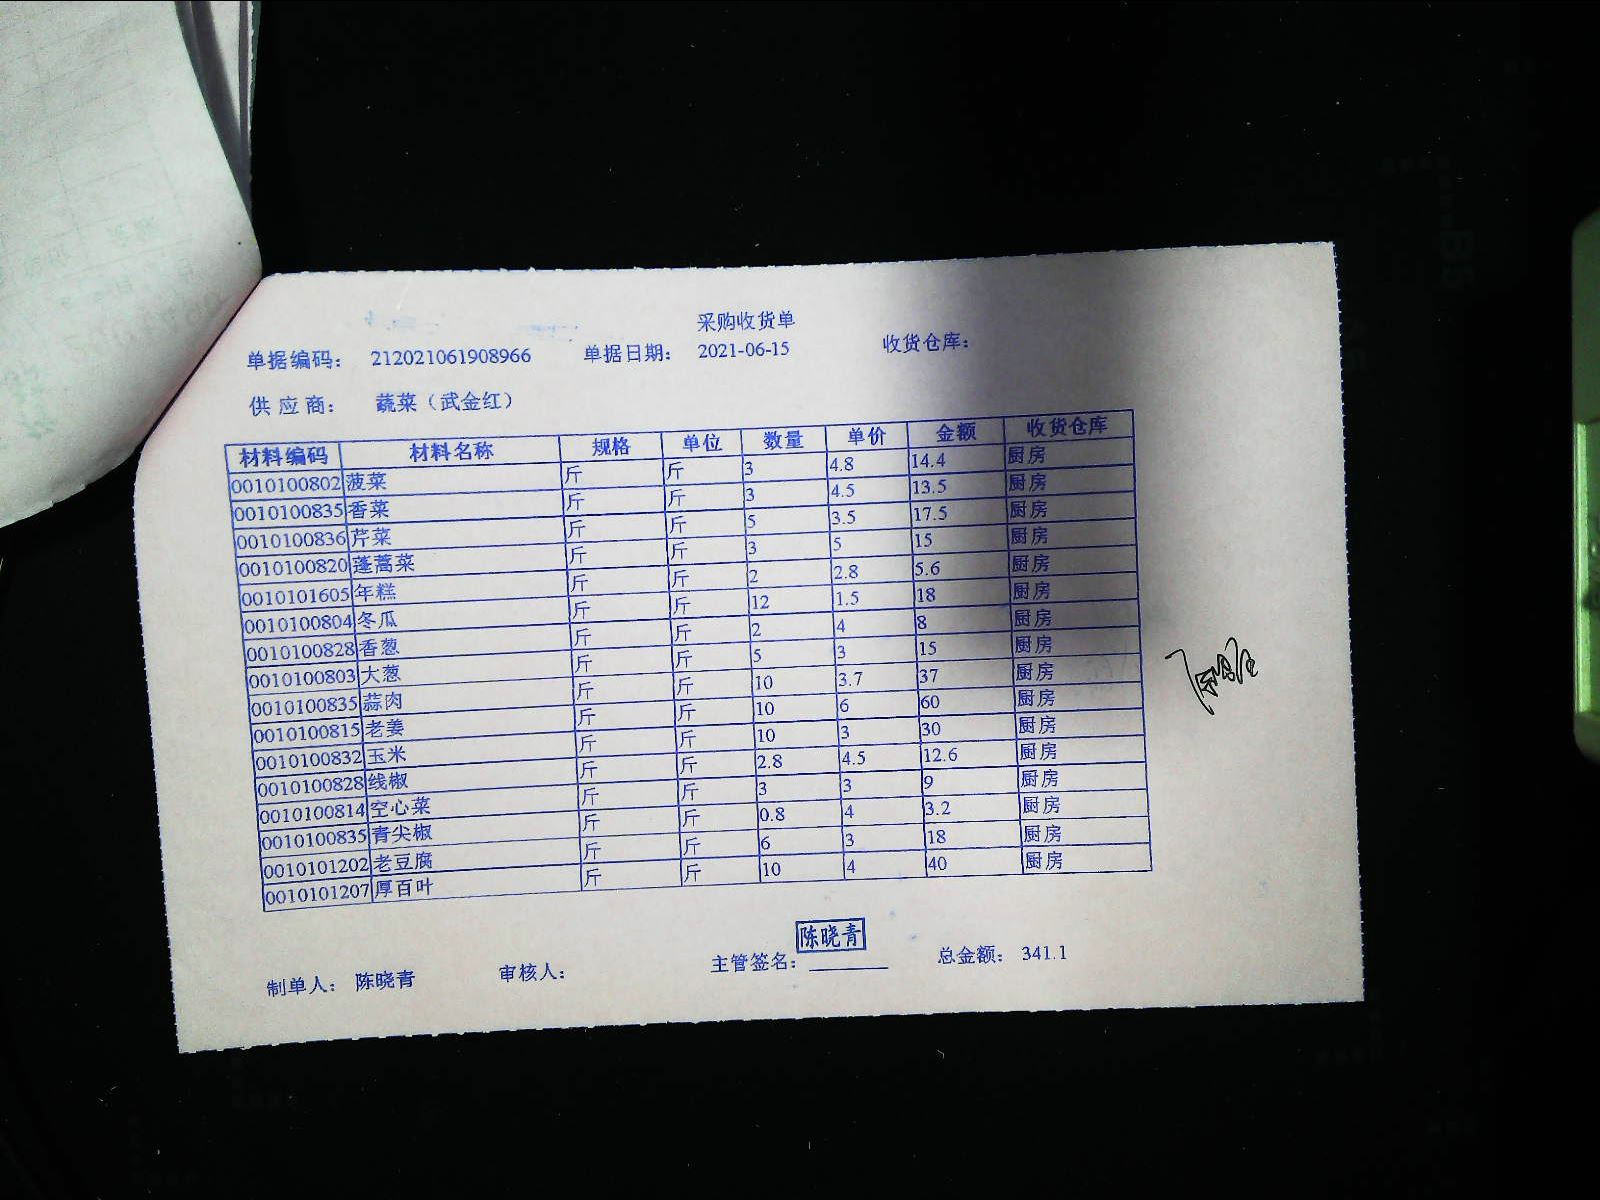 采购收货单
单据编码： 212021061908966 单据日期： 2021-06-15 收货仓库：
供 应 商： 蔬菜（武金红）
材料编码 材料名称 规格 单位 数量 单价 金额 收货仓库
0010100802 菠菜 斤 斤 3 4.8 14.4 厨房
0010100835 香菜 斤 斤 3 4.5 13.5 厨房
0010100836 芹菜 斤 斤 5 3.5 17.5 厨房
0010100820 蓬蒿菜 斤 斤 3 5 15 厨房
0010101605 年糕 斤 斤 2 2.8 5.6 厨房
0010100804 冬瓜 斤 斤 12 1.5 18 厨房
0010100828 香葱 斤 斤 2 4 8 厨房
0010100803 大葱 斤 斤 5 3 15 厨房
0010100835 蒜肉 斤 斤 10 3.7 37 厨房
0010100815 老姜 斤 斤 10 6 60 厨房
0010100832 玉米 斤 斤 10 3 30 厨房
0010100828 线椒 斤 斤 2.8 4.5 12.6 厨房
0010100814 空心菜 斤 斤 3 3 9 厨房
0010100835 青尖椒 斤 斤 0.8 4 3.2 厨房
0010101202 老豆腐 斤 斤 6 3 18 厨房
0010101207 厚百叶 斤 斤 10 4 40 厨房
陈晓青
制单人： 陈晓青 审核人： 主管签名： 总金额： 341.1